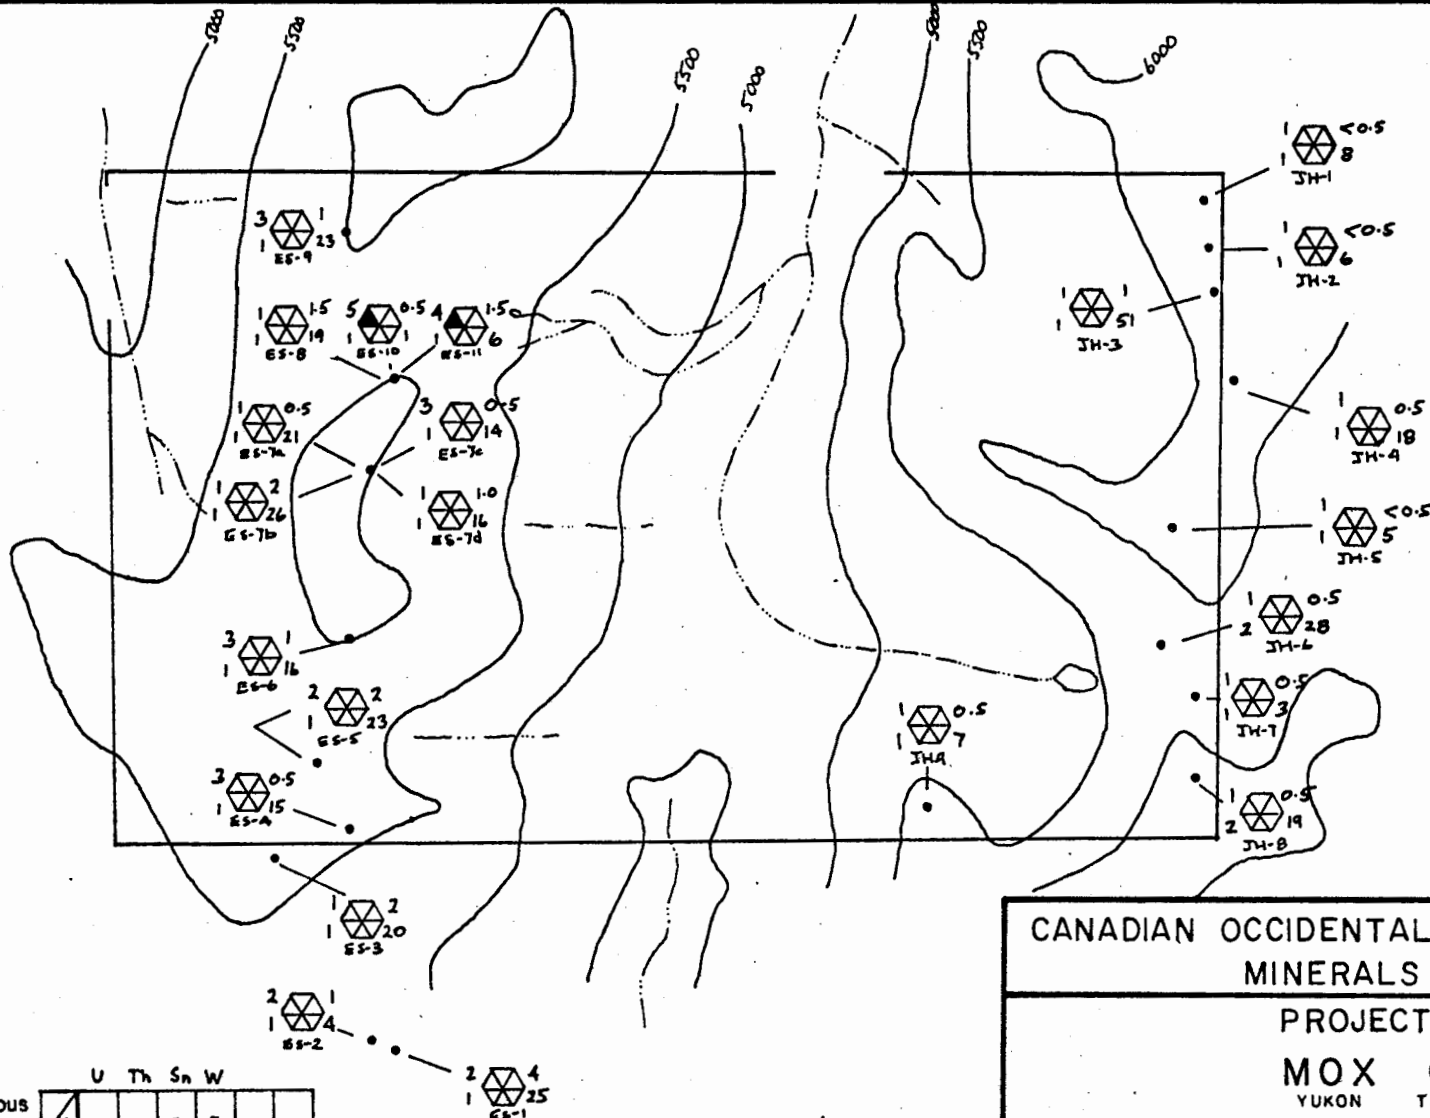 5000
5500
5500
5000
5000
5500
6000
1 <0.5
1 8
JH-1
1 <0.5
1 6
JH-2
1 1
1 51
JH-3
1 0.5
1 18
JH-4
1 <0.5
1 5
JH-5
1 0.5
2 28
JH-6
1 0.5
1 3
JH-7
1 0.5
2 19
JH-8
1 0.5
1 7
JH-9
3 1
1 23
ES-9
1 1.5
1 19
ES-8
5 0.5
1 1
ES-10
4 1.5
1 6
ES-11
1 0.5
1 21
ES-7a
3 0.5
1 14
ES-7c
1 2
1 26
ES-7b
1 1.0
1 16
ES-7d
3 1
1 16
ES-6
2 2
1 23
ES-5
3 0.5
1 15
ES-4
1 2
1 20
ES-3
2 1
1 4
ES-2
2 4
1 25
ES-1
U Th Sn W
CANADIAN OCCIDENTAL
MINERALS
PROJECT
MOX
YUKON T